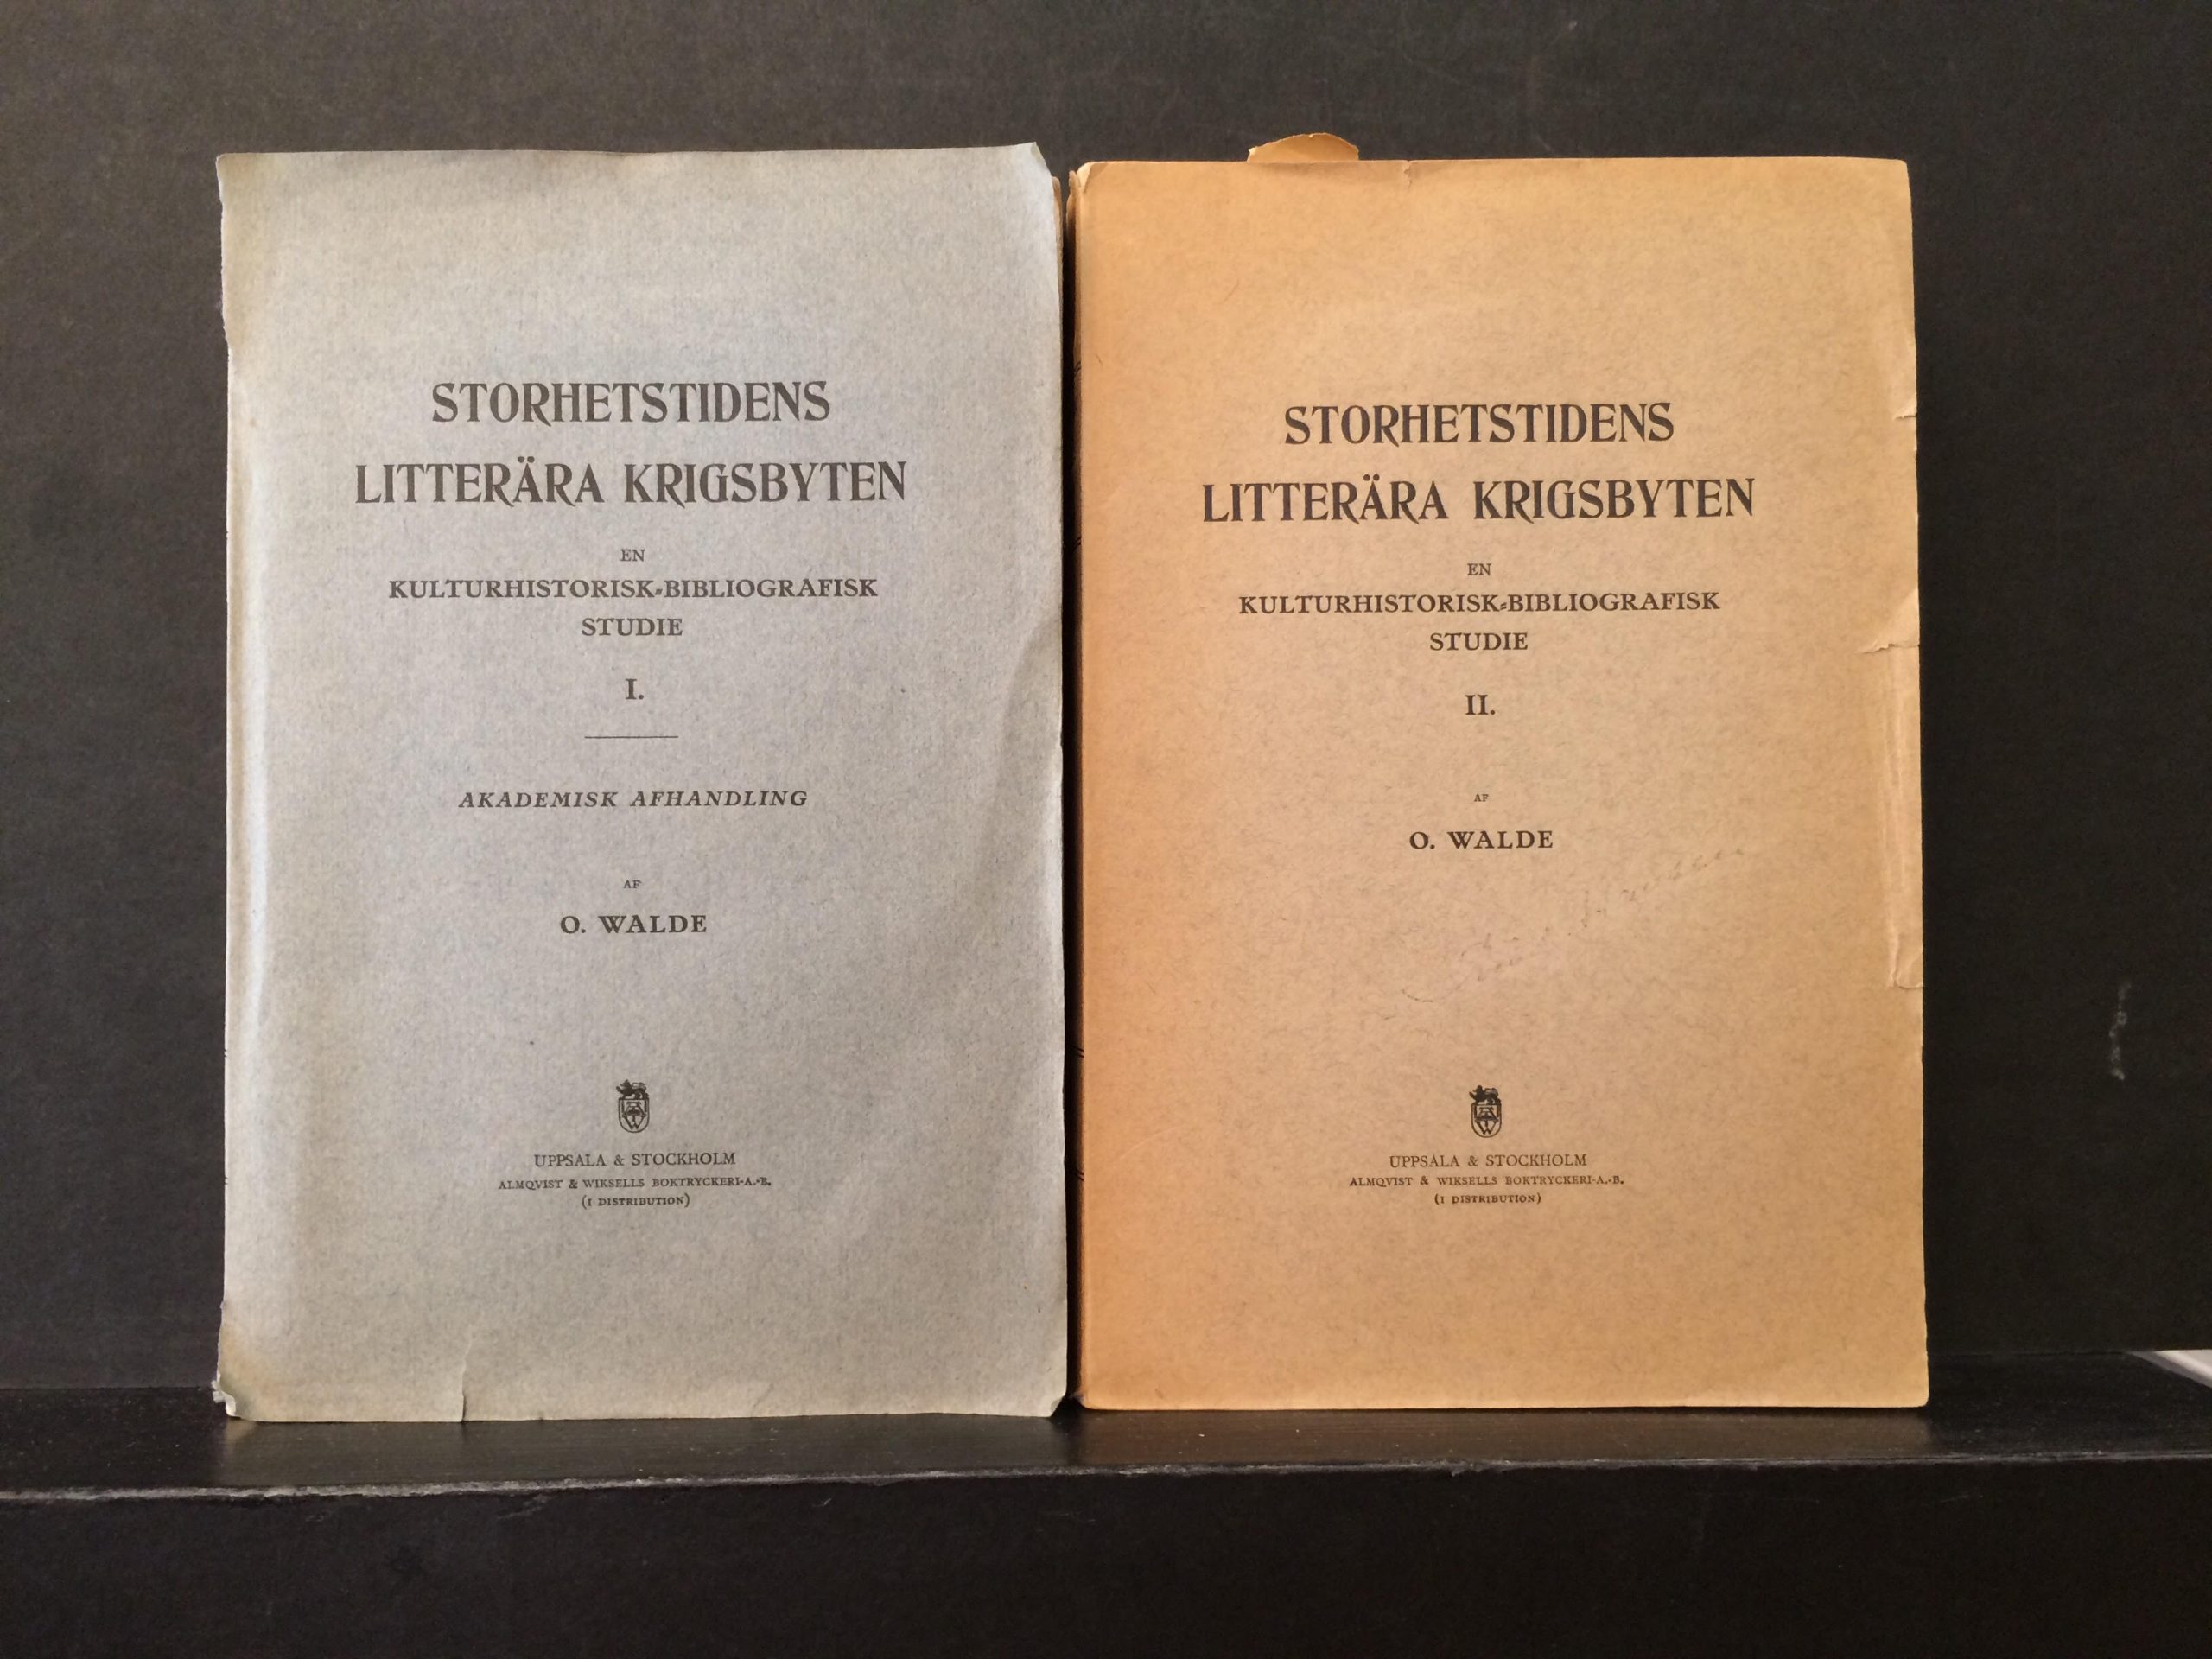 STORHETSTIDENS
LITTERÄRA KRIGSBYTEN
EN
KULTURHISTORISK-BIBLIOGRAFISK
STUDIE
I.
AKADEMISK AFHANDLING
AF
O. WALDE
UPPSALA & STOCKHOLM
ALMQVIST & WIKSELLS BOKTRYCKERI-A.-B.
(I DISTRIBUTION)
STORHETSTIDENS
LITTERÄRA KRIGSBYTEN
EN
KULTURHISTORISK-BIBLIOGRAFISK
STUDIE
II.
AF
O. WALDE
UPPSALA & STOCKHOLM
ALMQVIST & WIKSELLS BOKTRYCKERI-A.-B.
(I DISTRIBUTION)